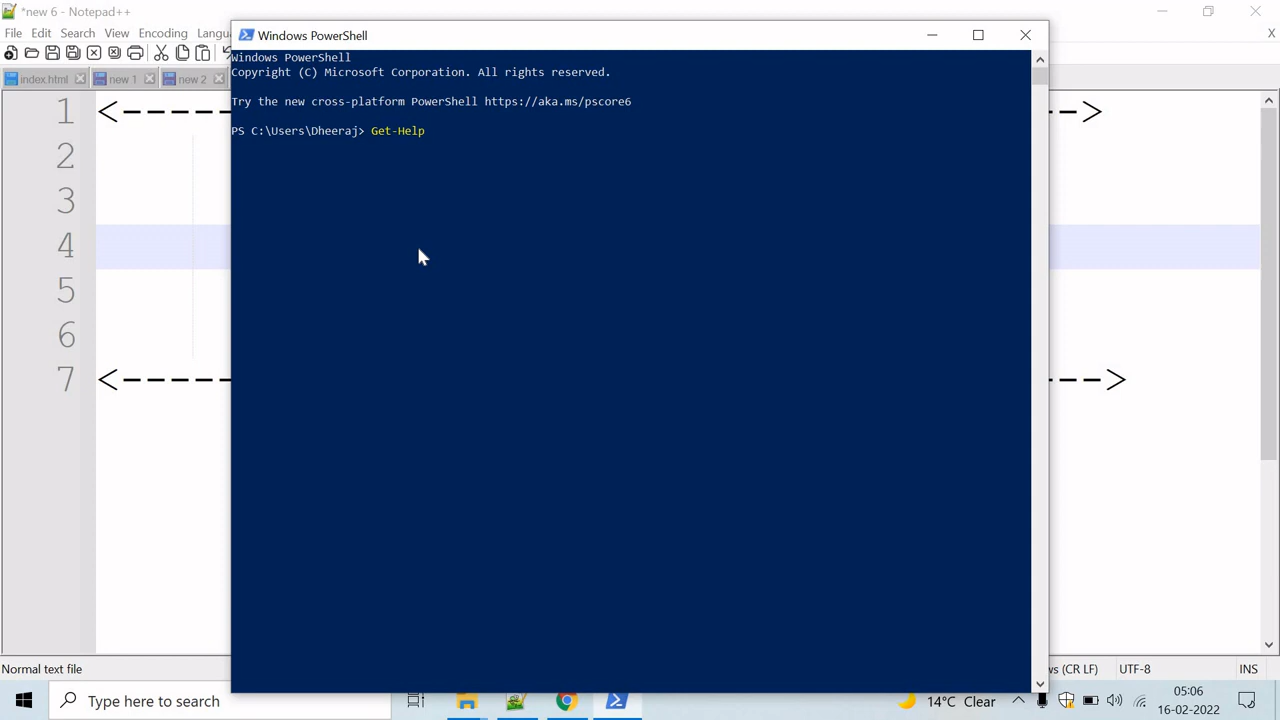 *new 6 - Notepad++
Windows PowerShell
File Edit Search View Encoding Langu
X
index.html new 1 new 2
Windows PowerShell
Copyright (C) Microsoft Corporation. All rights reserved.
Try the new cross-platform PowerShell https://aka.ms/pscore6
PS C:\Users\Dheeraj> Get-Help
1 <----- ->
2
3
4
5
6
7 <----- --->
Normal text file
ws (CR LF) UTF-8 INS
Type here to search
14°C Clear
05:06
16-02-2022